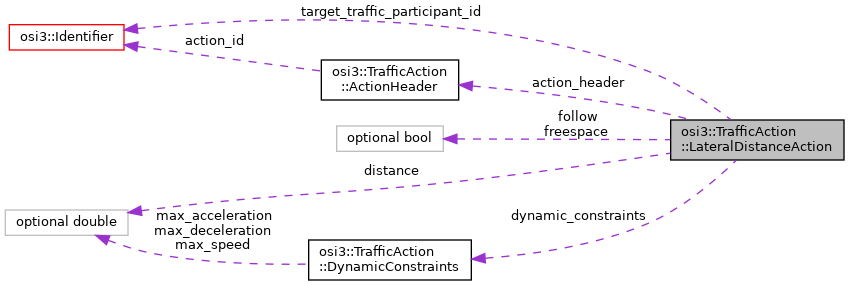 target_traffic_participant_id
osi3::Identifier
action_id
osi3::TrafficAction
::ActionHeader
action_header
follow
freespace
optional bool
osi3::TrafficAction
::LateralDistanceAction
distance
optional double
max_acceleration
max_deceleration
max_speed
dynamic_constraints
osi3::TrafficAction
::DynamicConstraints